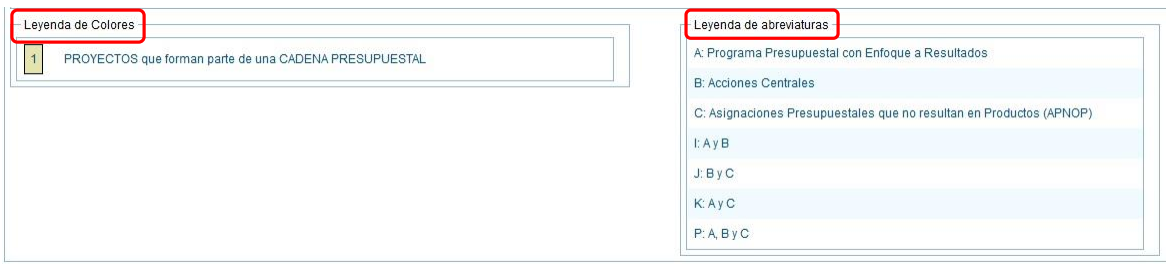 Leyenda de Colores
1 PROYECTOS que forman parte de una CADENA PRESUPUESTAL
Leyenda de abreviaturas
A: Programa Presupuestal con Enfoque a Resultados
B: Acciones Centrales
C: Asignaciones Presupuestales que no resultan en Productos (APNOP)
I: A y B
J: B y C
K: A y C
P: A, B y C